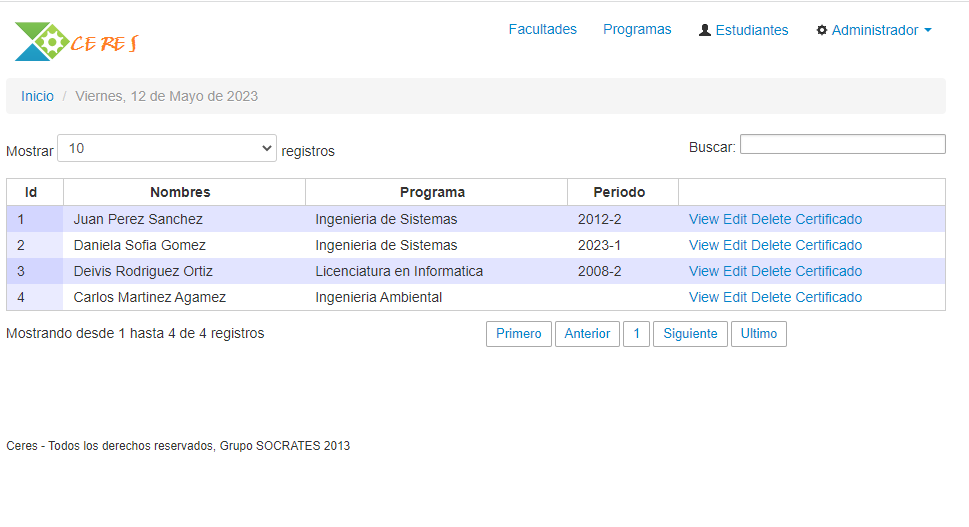 CERES
Facultades Programas Estudiantes Administrador
Inicio / Viernes, 12 de Mayo de 2023
Mostrar 10 registros Buscar:
Id Nombres Programa Periodo
1 Juan Perez Sanchez Ingenieria de Sistemas 2012-2 View Edit Delete Certificado
2 Daniela Sofia Gomez Ingenieria de Sistemas 2023-1 View Edit Delete Certificado
3 Deivis Rodriguez Ortiz Licenciatura en Informatica 2008-2 View Edit Delete Certificado
4 Carlos Martinez Agamez Ingenieria Ambiental View Edit Delete Certificado
Mostrando desde 1 hasta 4 de 4 registros Primero Anterior 1 Siguiente Ultimo
Ceres - Todos los derechos reservados, Grupo SOCRATES 2013